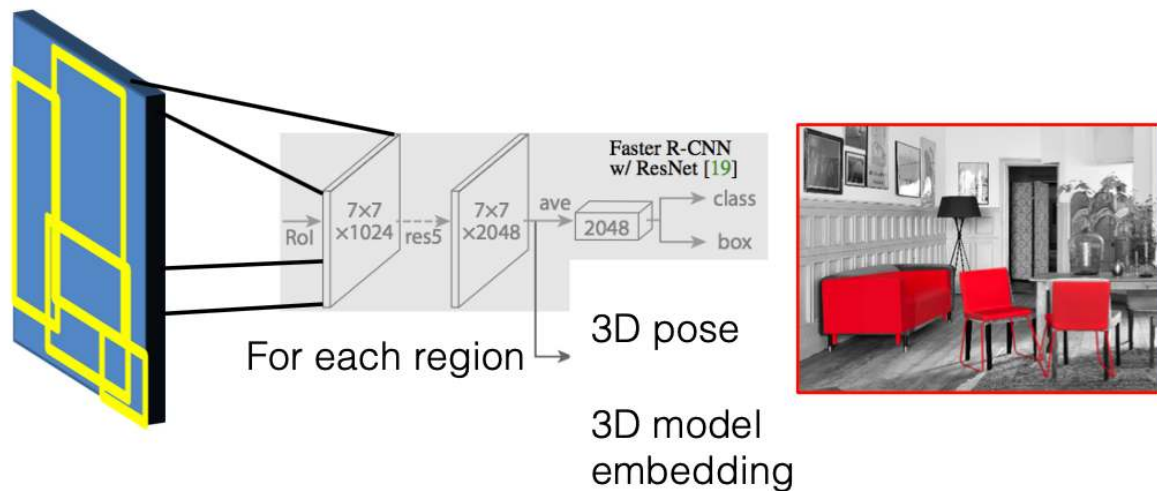 Faster R-CNN
w/ ResNet [19]
RoI
7×7
×1024
res5
7×7
×2048
ave
2048
class
box
For each region
3D pose
3D model
embedding